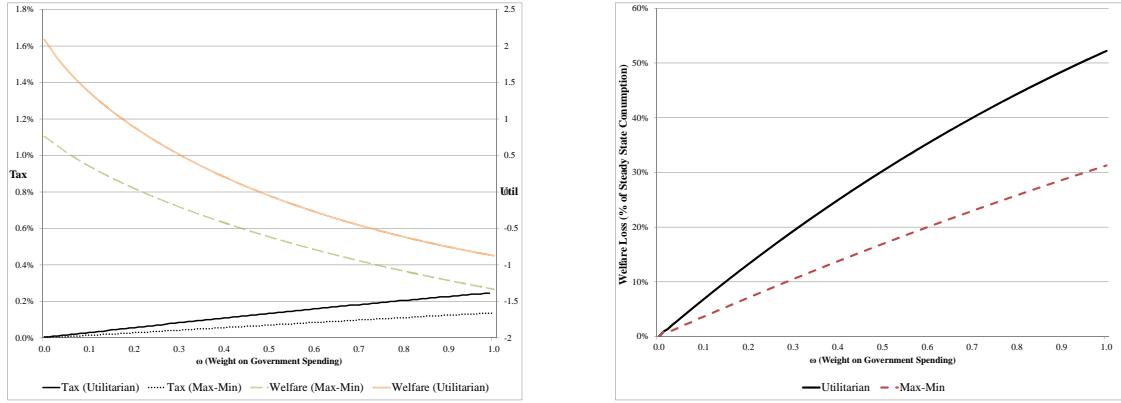 1.8%
1.6%
1.4%
1.2%
1.0%
Tax
0.8%
0.6%
0.4%
0.2%
0.0%
2.5
2
1.5
1
0.5
Util
-0.5
-1
-1.5
-2
0.0 0.1 0.2 0.3 0.4 0.5 0.6 0.7 0.8 0.9 1.0
ω (Weight on Government Spending)
Tax (Utilitarian) Tax (Max-Min) Welfare (Max-Min) Welfare (Utilitarian)
Welfare Loss (% of Steady State Conumption)
60%
50%
40%
30%
20%
10%
0%
0.0 0.1 0.2 0.3 0.4 0.5 0.6 0.7 0.8 0.9 1.0
ω (Weight on Government Spending)
Utilitarian Max-Min